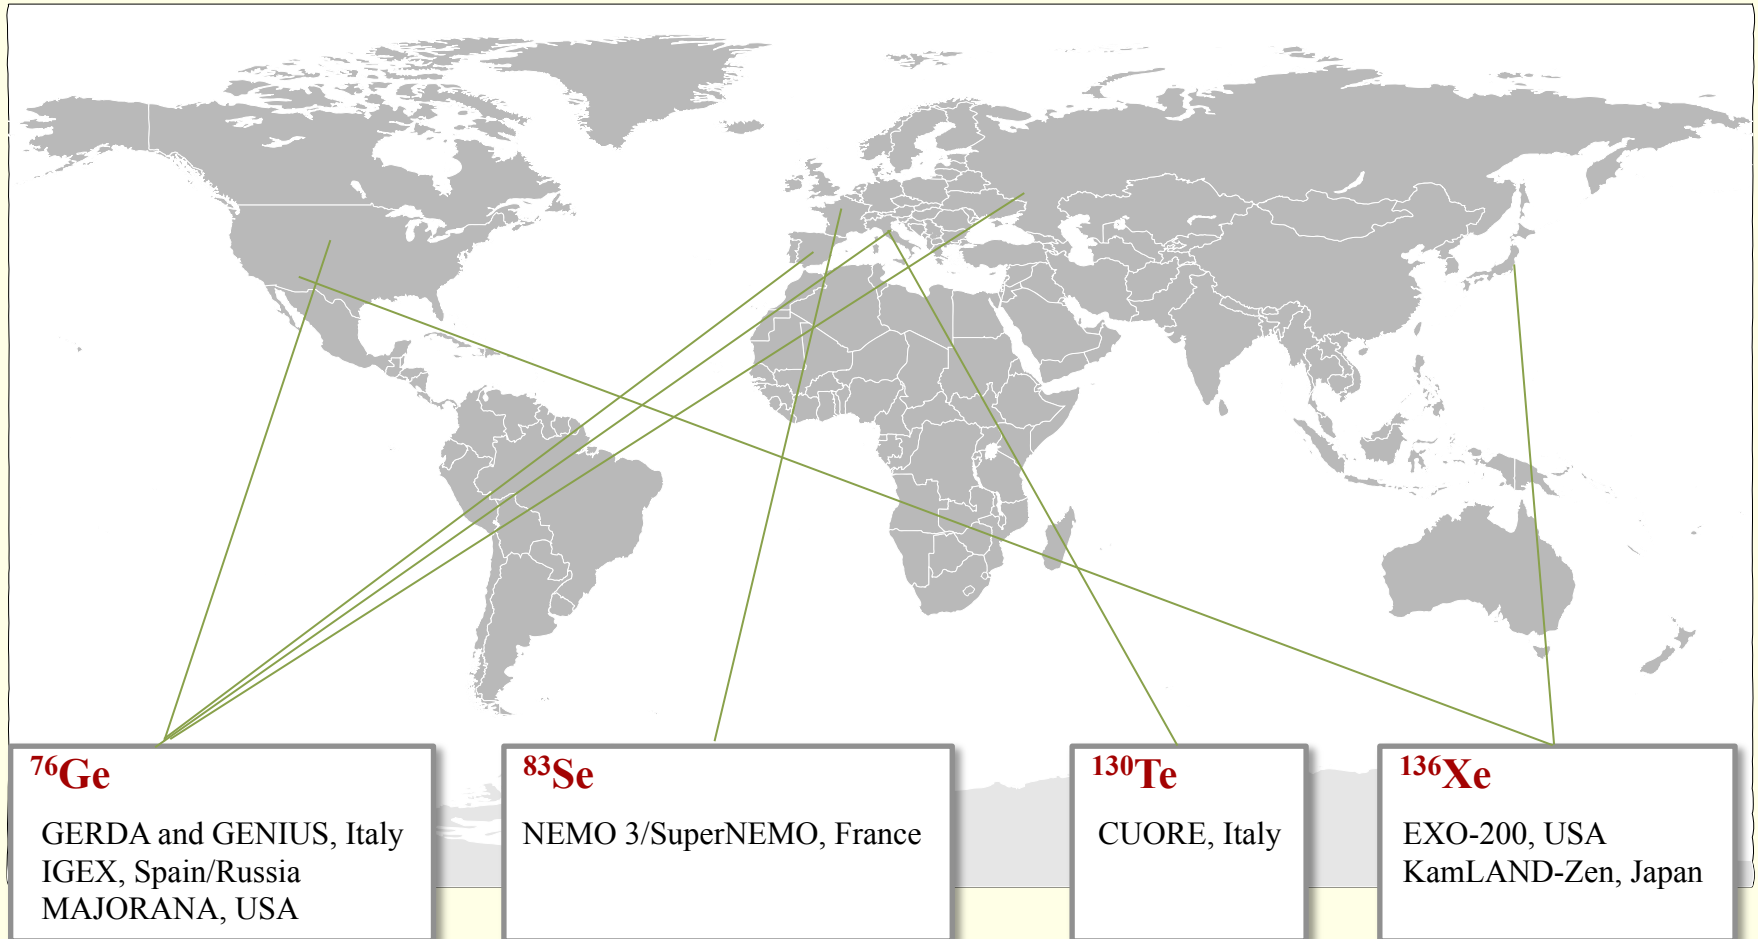 ⁷⁶Ge
GERDA and GENIUS, Italy
IGEX, Spain/Russia
MAJORANA, USA
⁸³Se
NEMO 3/SuperNEMO, France
¹³⁰Te
CUORE, Italy
¹³⁶Xe
EXO-200, USA
KamLAND-Zen, Japan